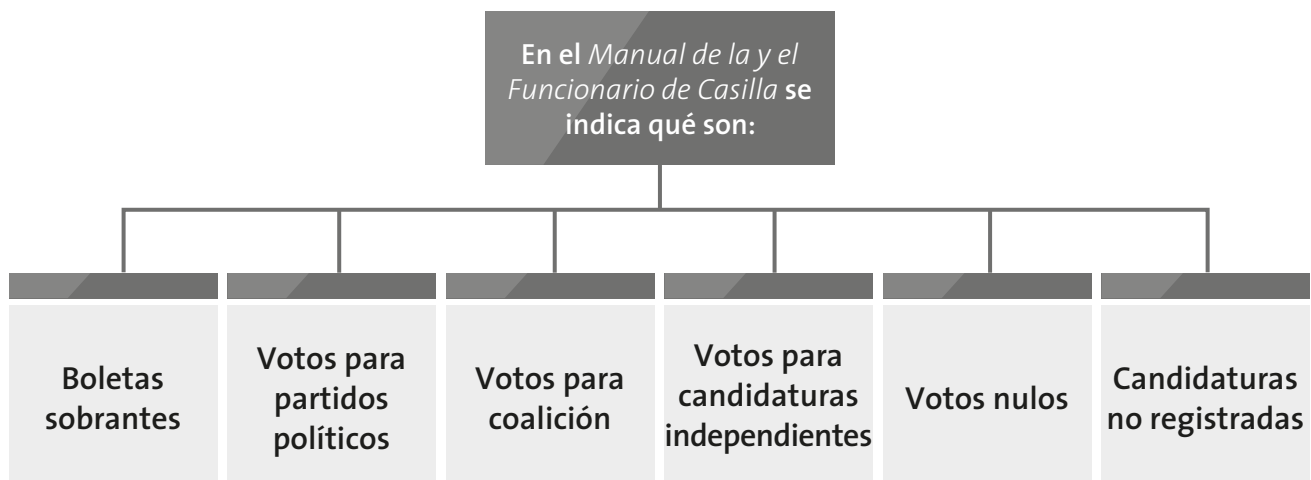 En el Manual de la y el
Funcionario de Casilla se
indica qué son:
Boletas
sobrantes
Votos para
partidos
políticos
Votos para
coalición
Votos para
candidaturas
independientes
Votos nulos
Candidaturas
no registradas